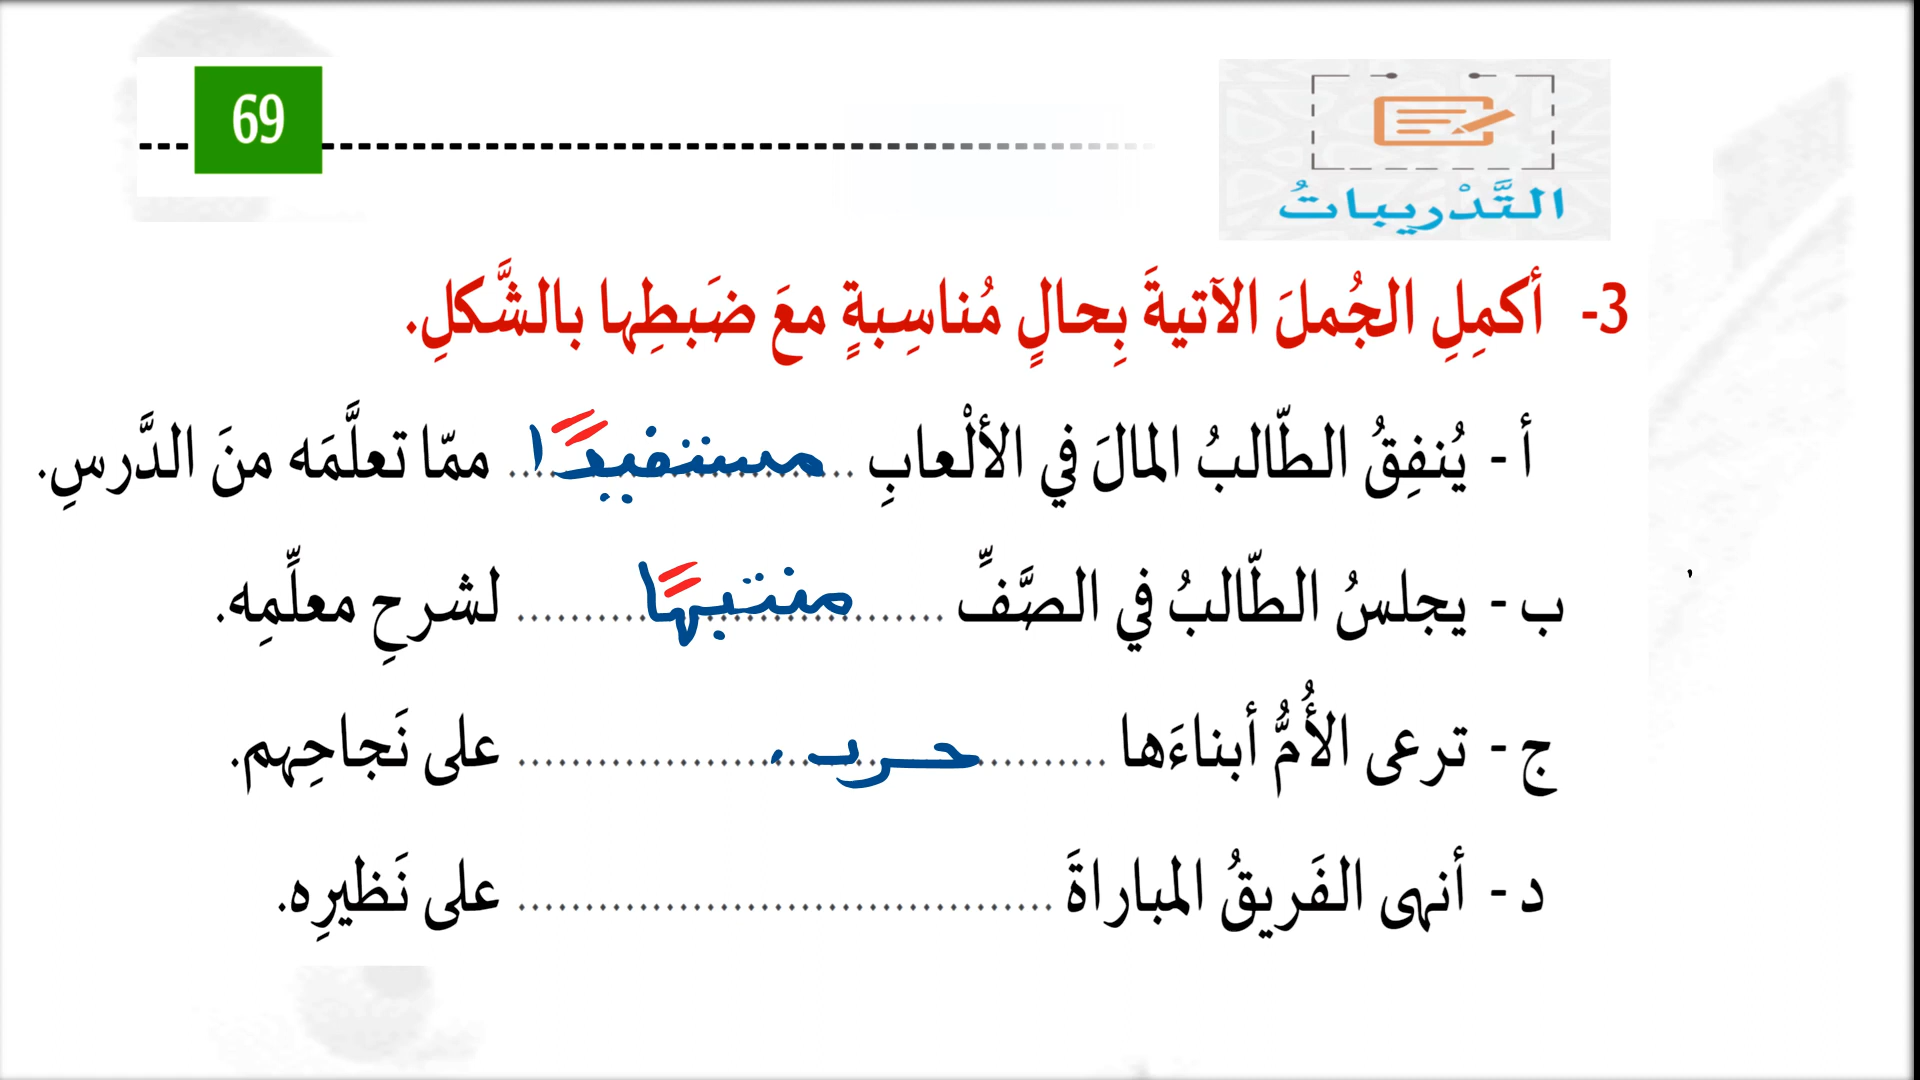 69
التَّدْريباتُ
3- أكمِلِ الجُملَ الآتيةَ بِحالٍ مُناسِبةٍ معَ ضَبطِها بالشَّكلِ.
أ - يُنفِقُ الطّالبُ المالَ في الألْعابِ مستفيدًا ممّا تعلَّمَه منَ الدَّرسِ.
ب - يجلسُ الطّالبُ في الصَّفِّ منتبهًا لشرحِ معلِّمِه.
ج - ترعى الأُمُّ أبناءَها ........ على نَجاحِهم.
د - أنهى الفَريقُ المباراةَ ........ على نَظيرِه.